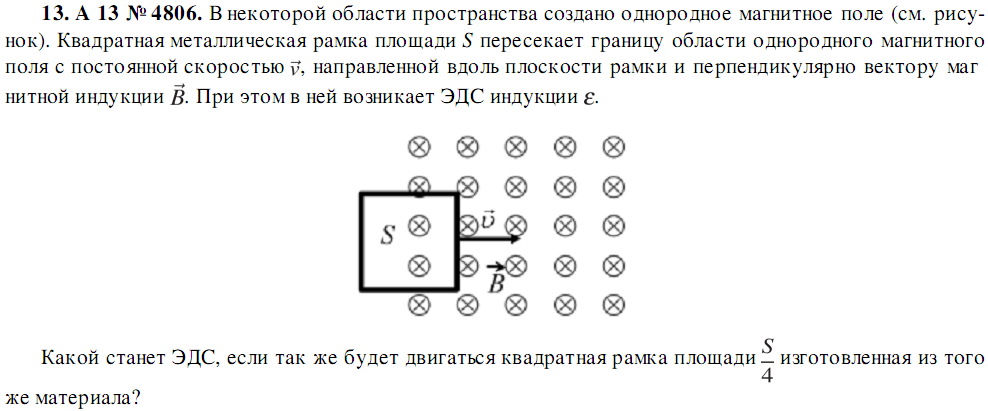 13. А 13 № 4806. В некоторой области пространства создано однородное магнитное поле (см. рису-
нок). Квадратная металлическая рамка площади S пересекает границу области однородного магнитного
поля с постоянной скоростью v⃗, направленной вдоль плоскости рамки и перпендикулярно вектору маг
нитной индукции B⃗. При этом в ней возникает ЭДС индукции ε.
S
v⃗
B⃗
Какой станет ЭДС, если так же будет двигаться квадратная рамка площади S/4 изготовленная из того
же материала?